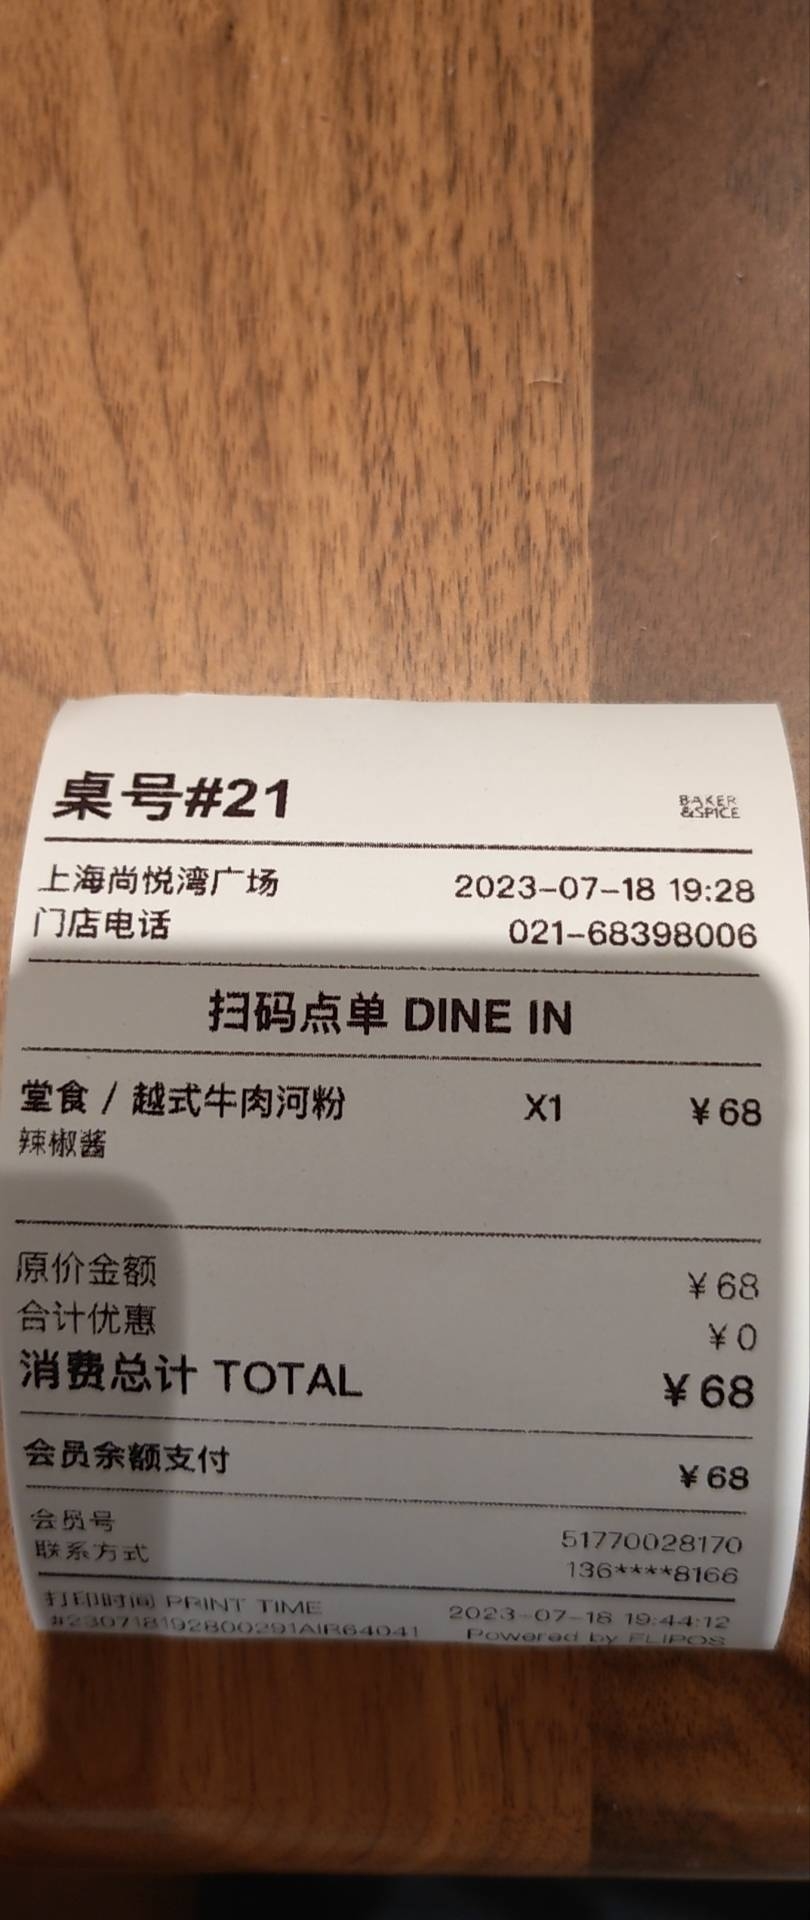 桌号#21
BAKER
&SPICE
上海尚悦湾广场 2023-07-18 19:28
门店电话 021-68398006
扫码点单 DINE IN
堂食 / 越式牛肉河粉 X1 ¥68
辣椒酱
原价金额 ¥68
合计优惠 ¥0
消费总计 TOTAL ¥68
会员余额支付 ¥68
会员号 51770028170
联系方式 136****8166
打印时间 PRINT TIME 2023-07-18 19:44:12
#230718192800291AIR64041 Powered by FLIPOS